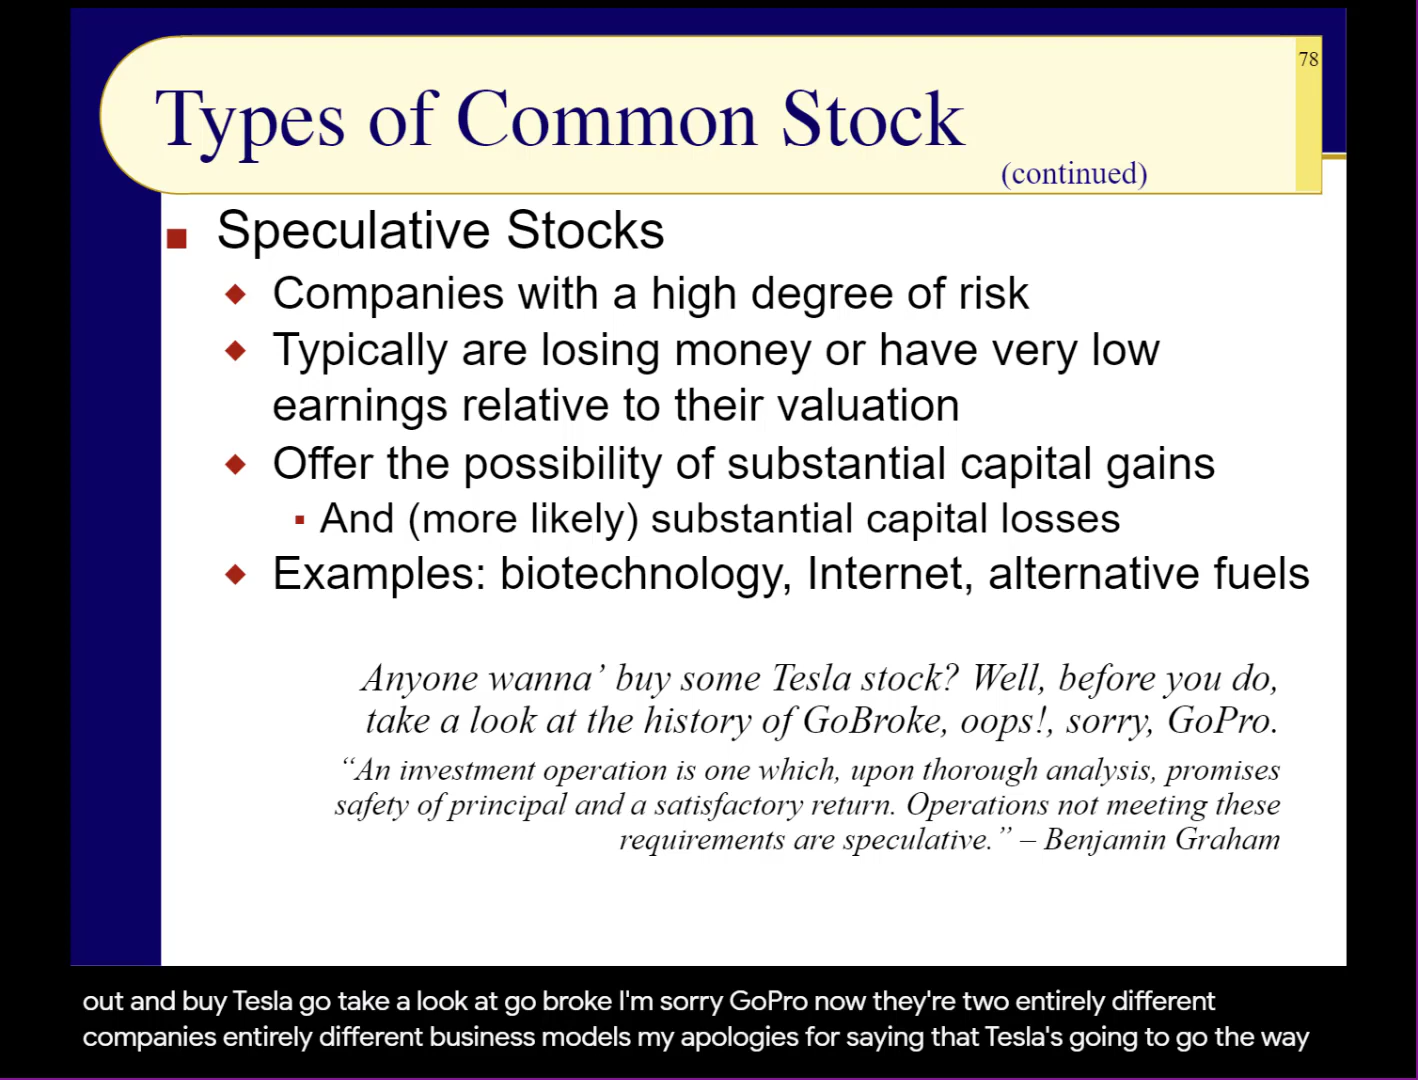 78
Types of Common Stock
(continued)
Speculative Stocks
Companies with a high degree of risk
Typically are losing money or have very low
earnings relative to their valuation
Offer the possibility of substantial capital gains
And (more likely) substantial capital losses
Examples: biotechnology, Internet, alternative fuels
Anyone wanna’ buy some Tesla stock? Well, before you do,
take a look at the history of GoBroke, oops!, sorry, GoPro.
“An investment operation is one which, upon thorough analysis, promises
safety of principal and a satisfactory return. Operations not meeting these
requirements are speculative.” – Benjamin Graham
out and buy Tesla go take a look at go broke I'm sorry GoPro now they're two entirely different
companies entirely different business models my apologies for saying that Tesla's going to go the way